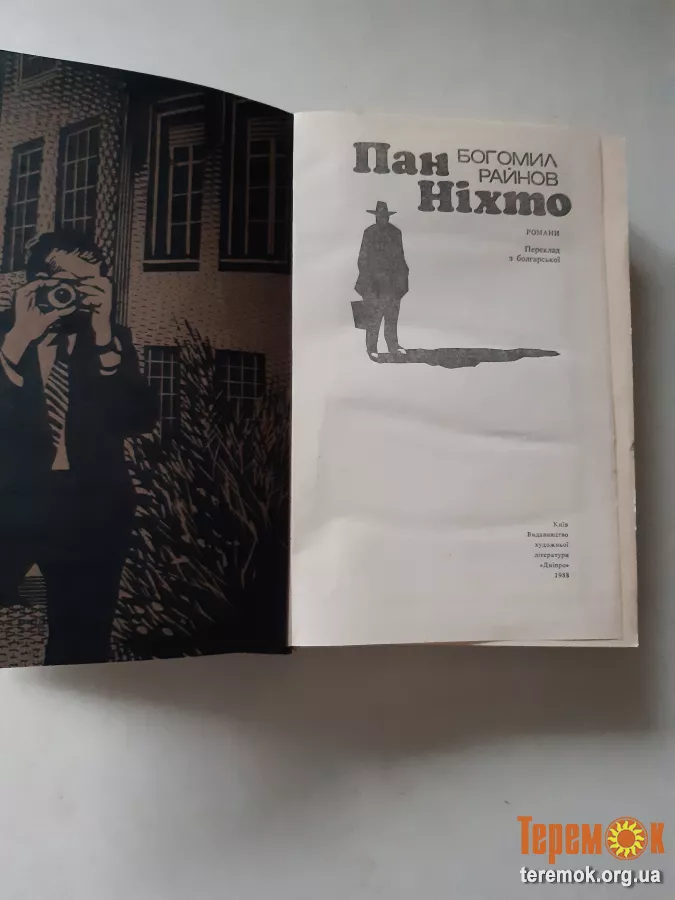 БОГОМИЛ
РАЙНОВ
Пан
Ніхто
РОМАНИ
Переклад
з болгарської
Київ
Видавництво
художньої
літератури
«Дніпро»
1988
ТеремОк
teremok.org.ua